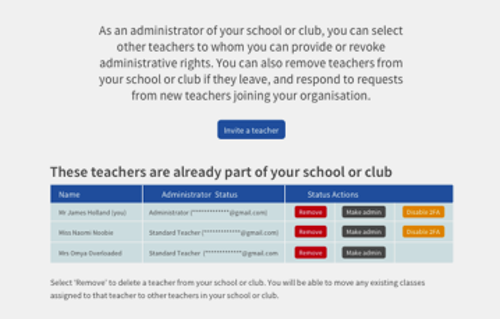 As an administrator of your school or club, you can select
other teachers to whom you can provide or revoke
administrative rights. You can also remove teachers from
your school or club if they leave, and respond to requests
from new teachers joining your organisation.
Invite a teacher
These teachers are already part of your school or club
Name Administrator Status Status Actions
Mr James Holland (you) Administrator (*************@gmail.com) Remove Make admin Disable 2FA
Miss Naomi Newbie Standard Teacher (*************@gmail.com) Remove Make admin Disable 2FA
Mrs Omya Overloaded Standard Teacher (*************@gmail.com Remove Make admin
Select 'Remove' to delete a teacher from your school or club. You will be able to move any existing classes
assigned to that teacher to other teachers in your school or club.